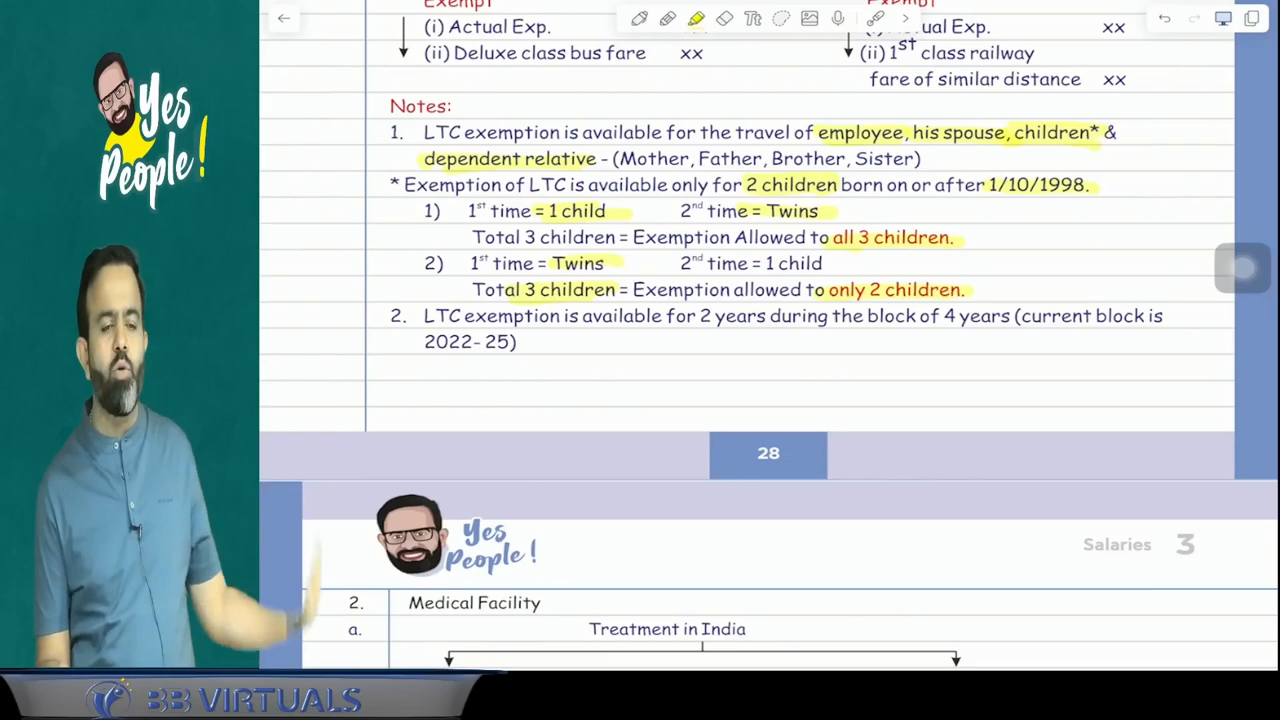 Exempt
Exempt
(i) Actual Exp.
(i) Actual Exp. xx
(ii) Deluxe class bus fare xx
(ii) 1st class railway
fare of similar distance xx
Notes:
1. LTC exemption is available for the travel of employee, his spouse, children* &
dependent relative - (Mother, Father, Brother, Sister)
* Exemption of LTC is available only for 2 children born on or after 1/10/1998.
1) 1st time = 1 child 2nd time = Twins
Total 3 children = Exemption Allowed to all 3 children.
2) 1st time = Twins 2nd time = 1 child
Total 3 children = Exemption allowed to only 2 children.
2. LTC exemption is available for 2 years during the block of 4 years (current block is
2022- 25)
28
Yes
People!
Yes
People!
Salaries 3
2. Medical Facility
a. Treatment in India
BB VIRTUALS